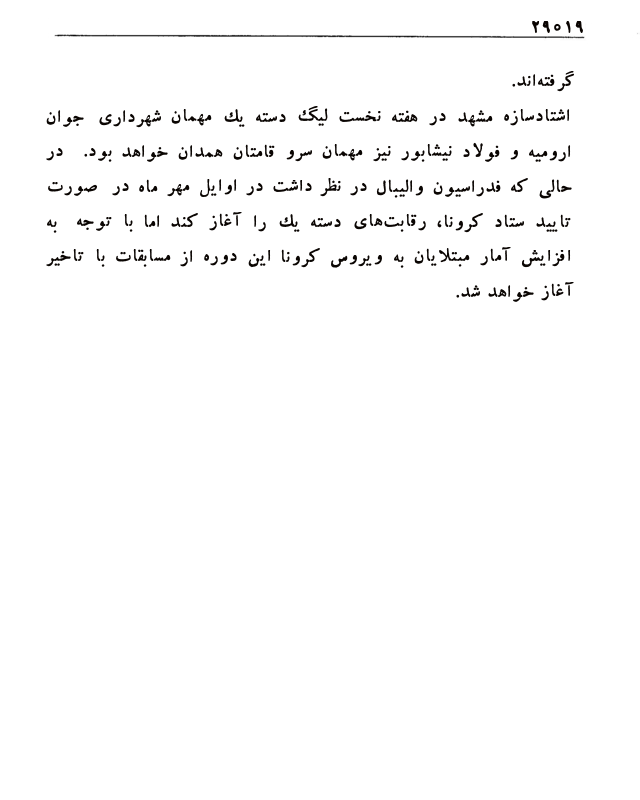 ۲۹۵۱۹
گرفته‌اند.
اشتادسازه مشهد در هفته نخست لیگ دسته یک مهمان شهرداری جوان
ارومیه و فولاد نیشابور نیز مهمان سرو قامتان همدان خواهد بود. در
حالی که فدراسیون والیبال در نظر داشت در اوایل مهر ماه در صورت
تایید ستاد کرونا، رقابت‌های دسته یک را آغاز کند اما با توجه به
افزایش آمار مبتلایان به ویروس کرونا این دوره از مسابقات با تاخیر
آغاز خواهد شد.